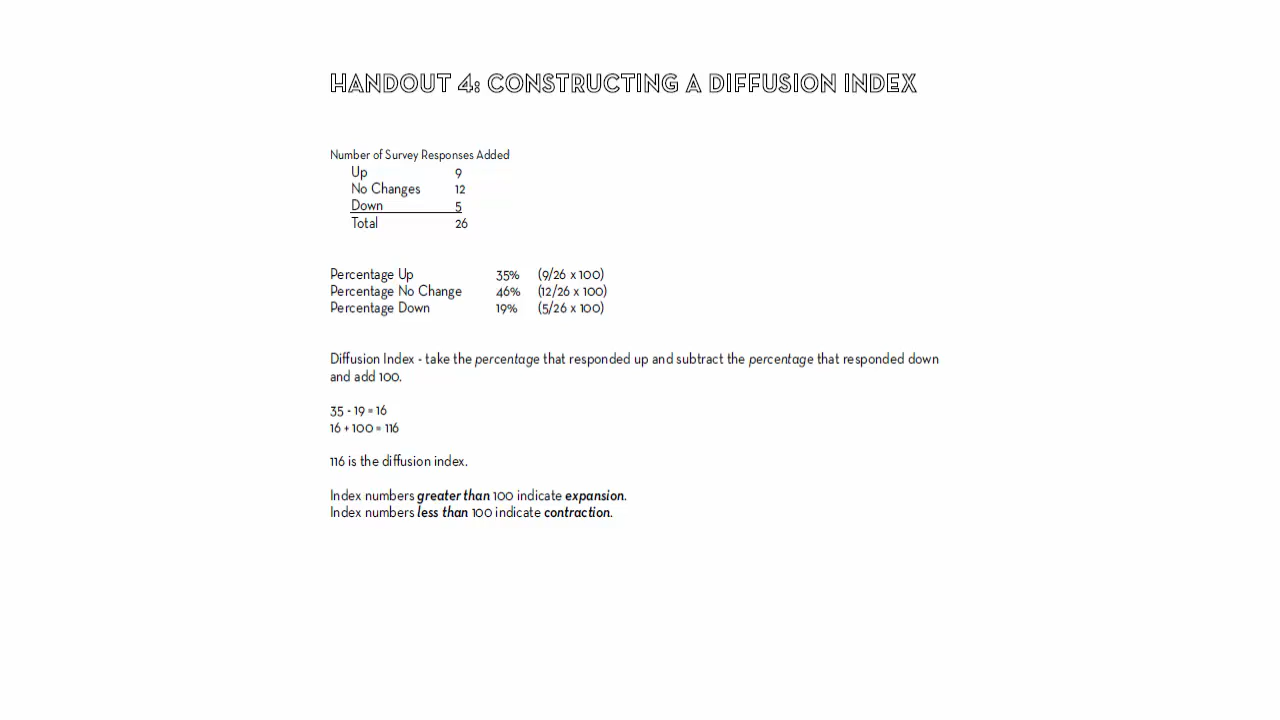 HANDOUT 4: CONSTRUCTING A DIFFUSION INDEX
Number of Survey Responses Added
Up 9
No Changes 12
Down 5
Total 26
Percentage Up 35% (9/26 x 100)
Percentage No Change 46% (12/26 x 100)
Percentage Down 19% (5/26 x 100)
Diffusion Index - take the percentage that responded up and subtract the percentage that responded down
and add 100.
35 - 19 = 16
16 + 100 = 116
116 is the diffusion index.
Index numbers greater than 100 indicate expansion.
Index numbers less than 100 indicate contraction.